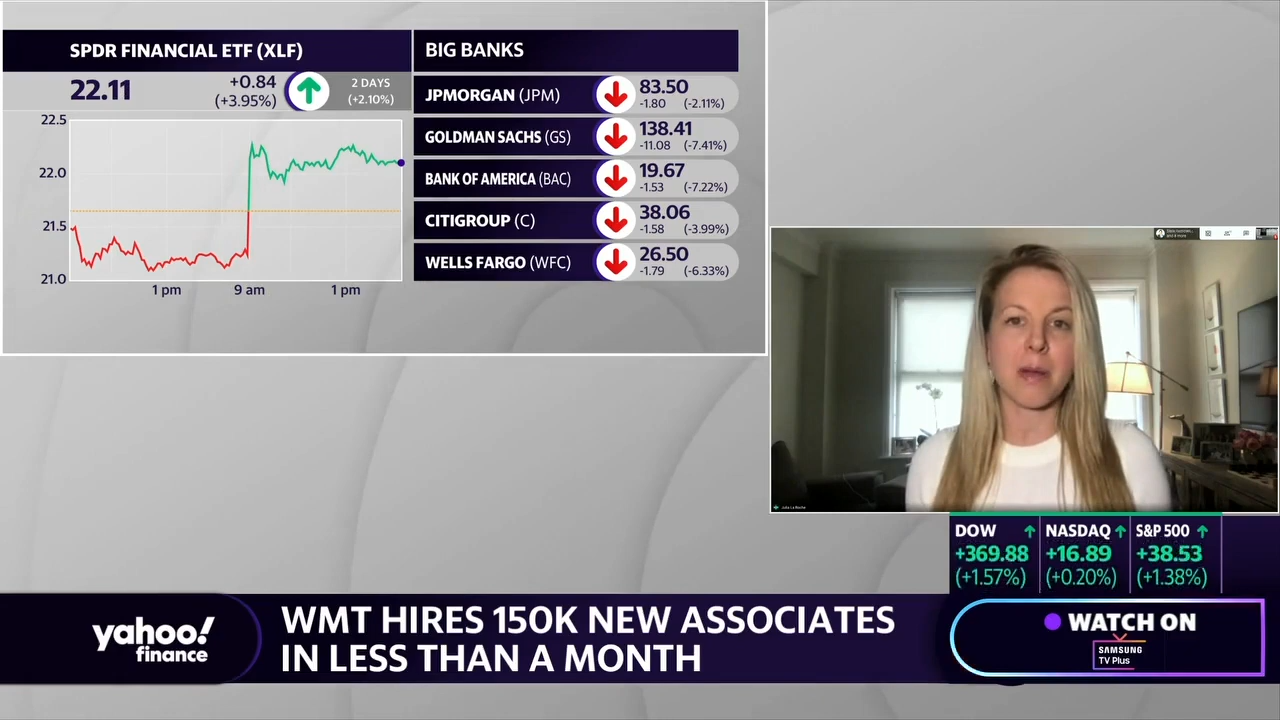 SPDR FINANCIAL ETF (XLF)
22.11
+0.84
(+3.95%)
2 DAYS
(+2.10%)
22.5
22.0
21.5
21.0
1 pm
9 am
1 pm
BIG BANKS
JPMORGAN (JPM)
83.50
-1.80 (-2.11%)
GOLDMAN SACHS (GS)
138.41
-11.08 (-7.41%)
BANK OF AMERICA (BAC)
19.67
-1.53 (-7.22%)
CITIGROUP (C)
38.06
-1.58 (-3.99%)
WELLS FARGO (WFC)
26.50
-1.79 (-6.33%)
Julia La Roche
DOW
+369.88
(+1.57%)
NASDAQ
+16.89
(+0.20%)
S&P 500
+38.53
(+1.38%)
yahoo!
finance
WMT HIRES 150K NEW ASSOCIATES
IN LESS THAN A MONTH
WATCH ON
SAMSUNG
TV Plus